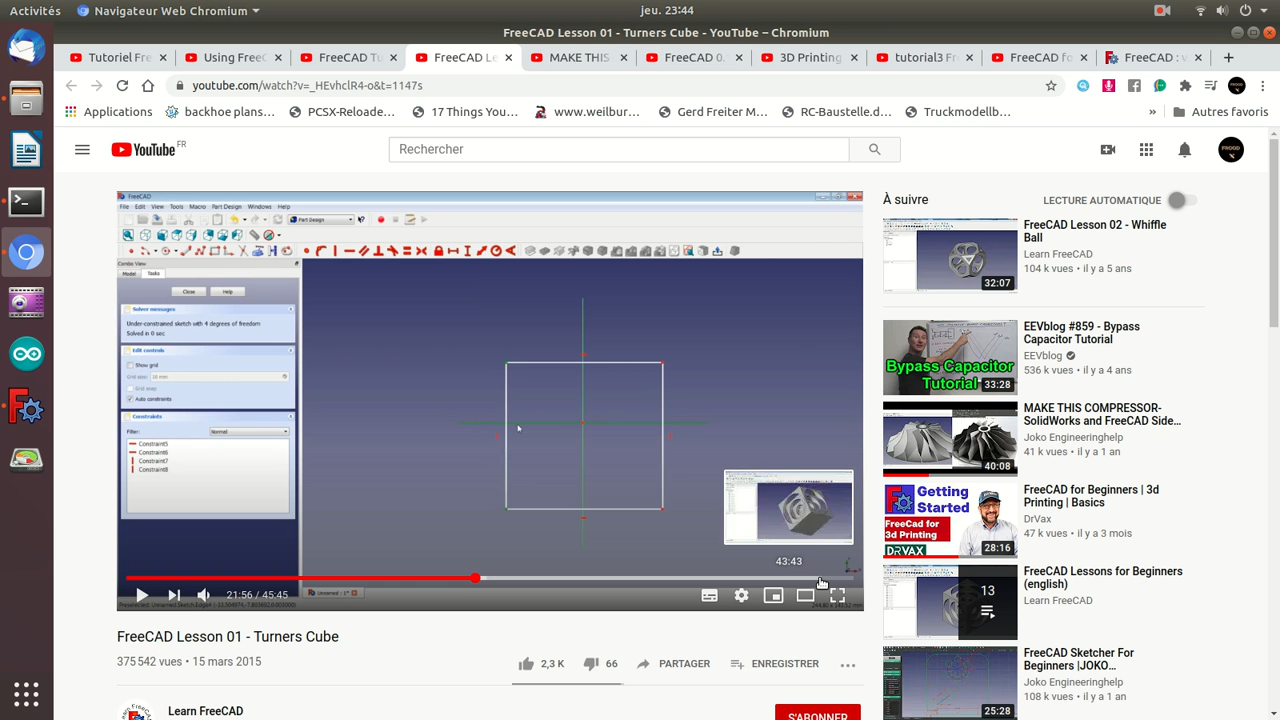 Activités
Navigateur Web Chromium
jeu. 23:44
FreeCAD Lesson 01 - Turners Cube - YouTube – Chromium
Tutoriel Fre
Using FreeC
FreeCAD Tu
FreeCAD Le
MAKE THIS
FreeCAD 0.
3D Printing
tutorial3 Fr
FreeCAD fo
FreeCAD : v
youtube.com/watch?v=_HEvhclR4-o&t=1147s
Applications
backhoe plans...
PCSX-Reloade...
17 Things You...
www.weilbur...
Gerd Freiter M...
RC-Baustelle.d...
Truckmodellb...
»
Autres favoris
YouTube FR
Rechercher
PROOD
FreeCAD
File Edit View Tools Macro Part Design Windows Help
Part Design
Combo View
Model Tasks
Close Help
Solver messages
Under-constrained sketch with 4 degrees of freedom
Solved in 0 sec
Edit controls
Show grid
Grid size: 10 mm
Grid snap
Auto constraints
Constraints
Filter: Normal
Constraint5
Constraint6
Constraint7
Constraint8
43:43
21:56 / 45:45
FreeCAD Lesson 01 - Turners Cube
375 542 vues • 15 mars 2015
2,3 K
66
PARTAGER
ENREGISTRER
Learn FreeCAD
S'ABONNER
À suivre
LECTURE AUTOMATIQUE
32:07
FreeCAD Lesson 02 - Whiffle
Ball
Learn FreeCAD
104 k vues • il y a 5 ans
Bypass Capacitor
Tutorial
33:28
EEVblog #859 - Bypass
Capacitor Tutorial
EEVblog
536 k vues • il y a 4 ans
40:08
MAKE THIS COMPRESSOR-
SolidWorks and FreeCAD Side...
Joko Engineeringhelp
41 k vues • il y a 1 an
Getting
Started
FreeCad for
3d Printing
DRVAX
28:16
FreeCAD for Beginners | 3d
Printing | Basics
DrVax
47 k vues • il y a 3 mois
13
FreeCAD Lessons for Beginners
(english)
Learn FreeCAD
25:28
FreeCAD Sketcher For
Beginners |JOKO...
Joko Engineeringhelp
108 k vues • il y a 1 an